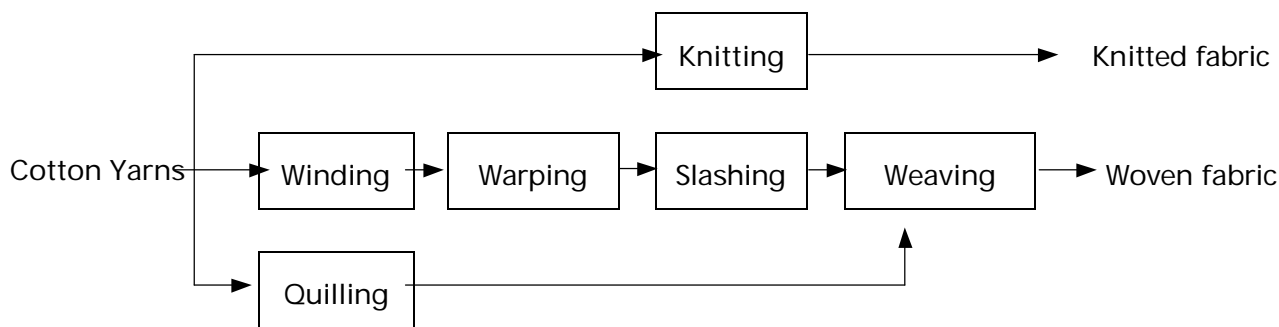 Knitting Knitted fabric
Cotton Yarns Winding Warping Slashing Weaving Woven fabric
Quilling